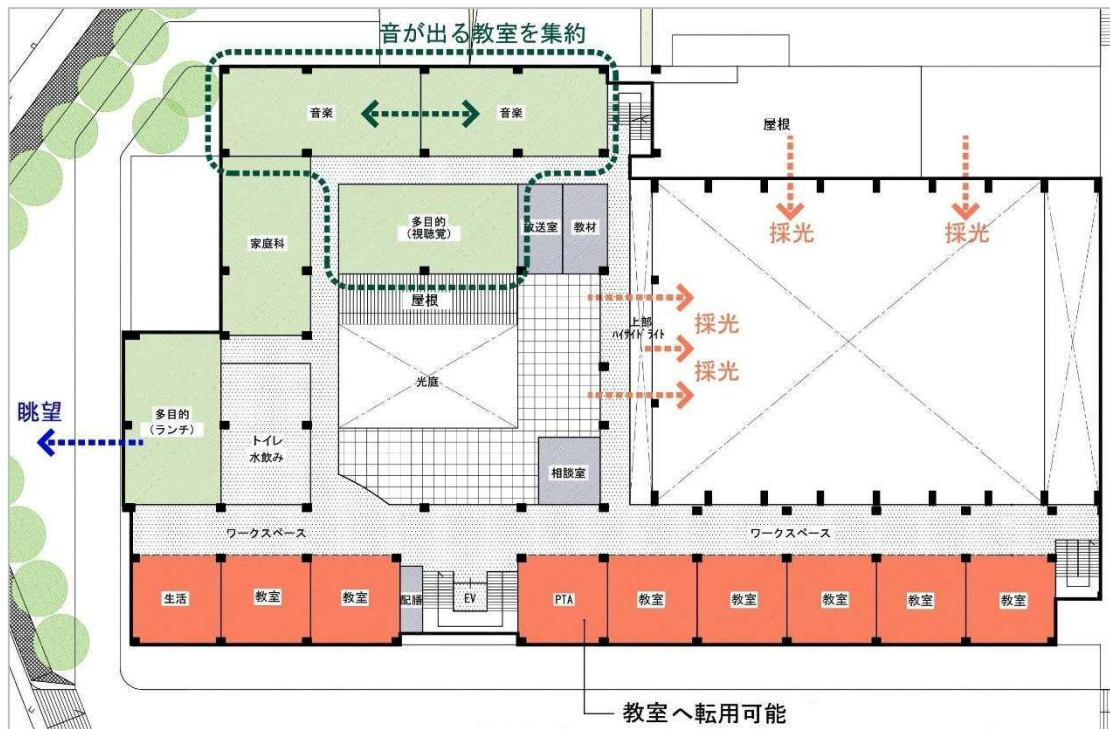 音が出る教室を集約
音楽
音楽
屋根
家庭科
多目的
(視聴覚)
放送室
教材
採光
採光
屋根
上部
ハイサイドライト
採光
採光
光庭
眺望
多目的
(ランチ)
トイレ
水飲み
相談室
ワークスペース
ワークスペース
生活
教室
教室
配膳
EV
PTA
教室
教室
教室
教室
教室
教室へ転用可能